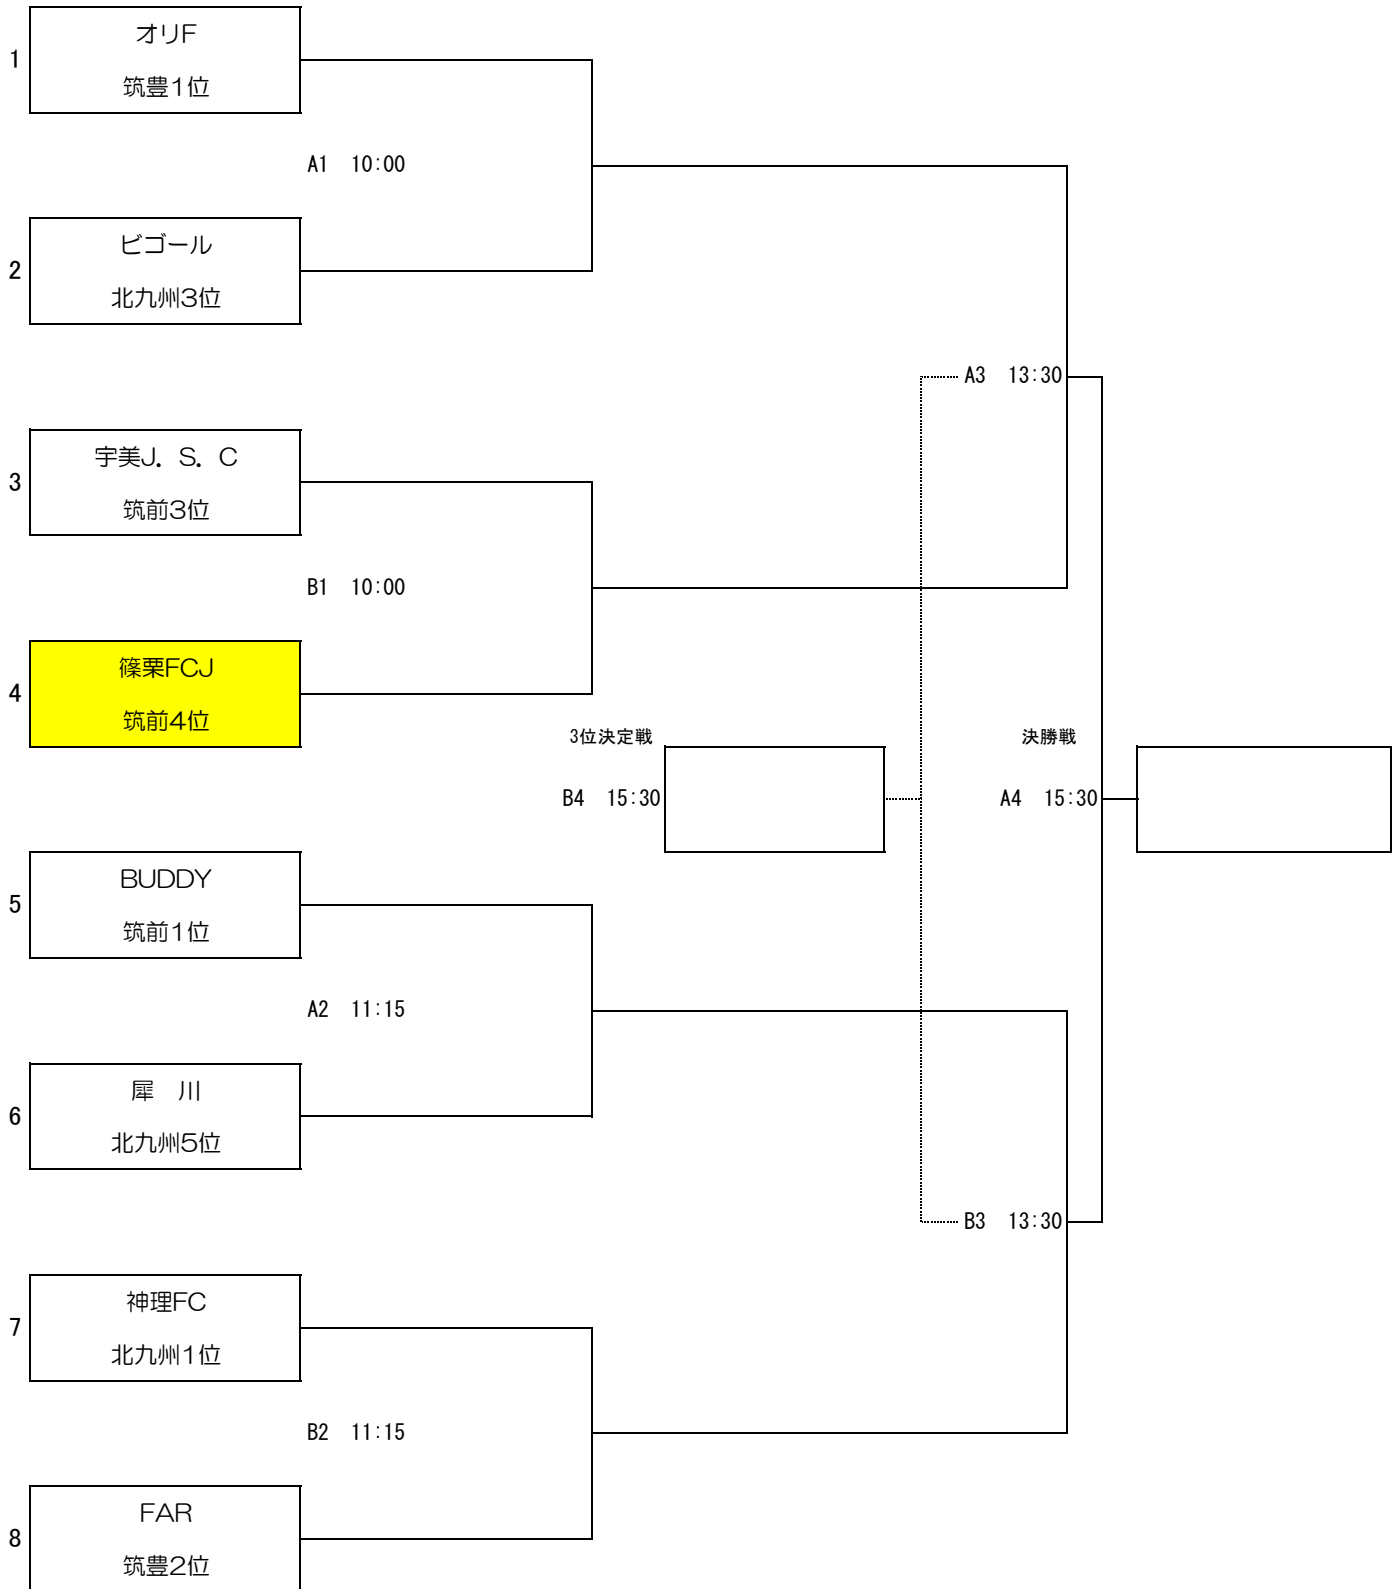 オリF
1
筑豊1位
A1 10:00
ビゴール
2
北九州3位
A3 13:30
宇美J．S．C
3
筑前3位
B1 10:00
篠栗FCJ
4
筑前4位
3位決定戦
決勝戦
B4 15:30
A4 15:30
BUDDY
5
筑前1位
A2 11:15
犀　川
6
北九州5位
B3 13:30
神理FC
7
北九州1位
B2 11:15
FAR
8
筑豊2位